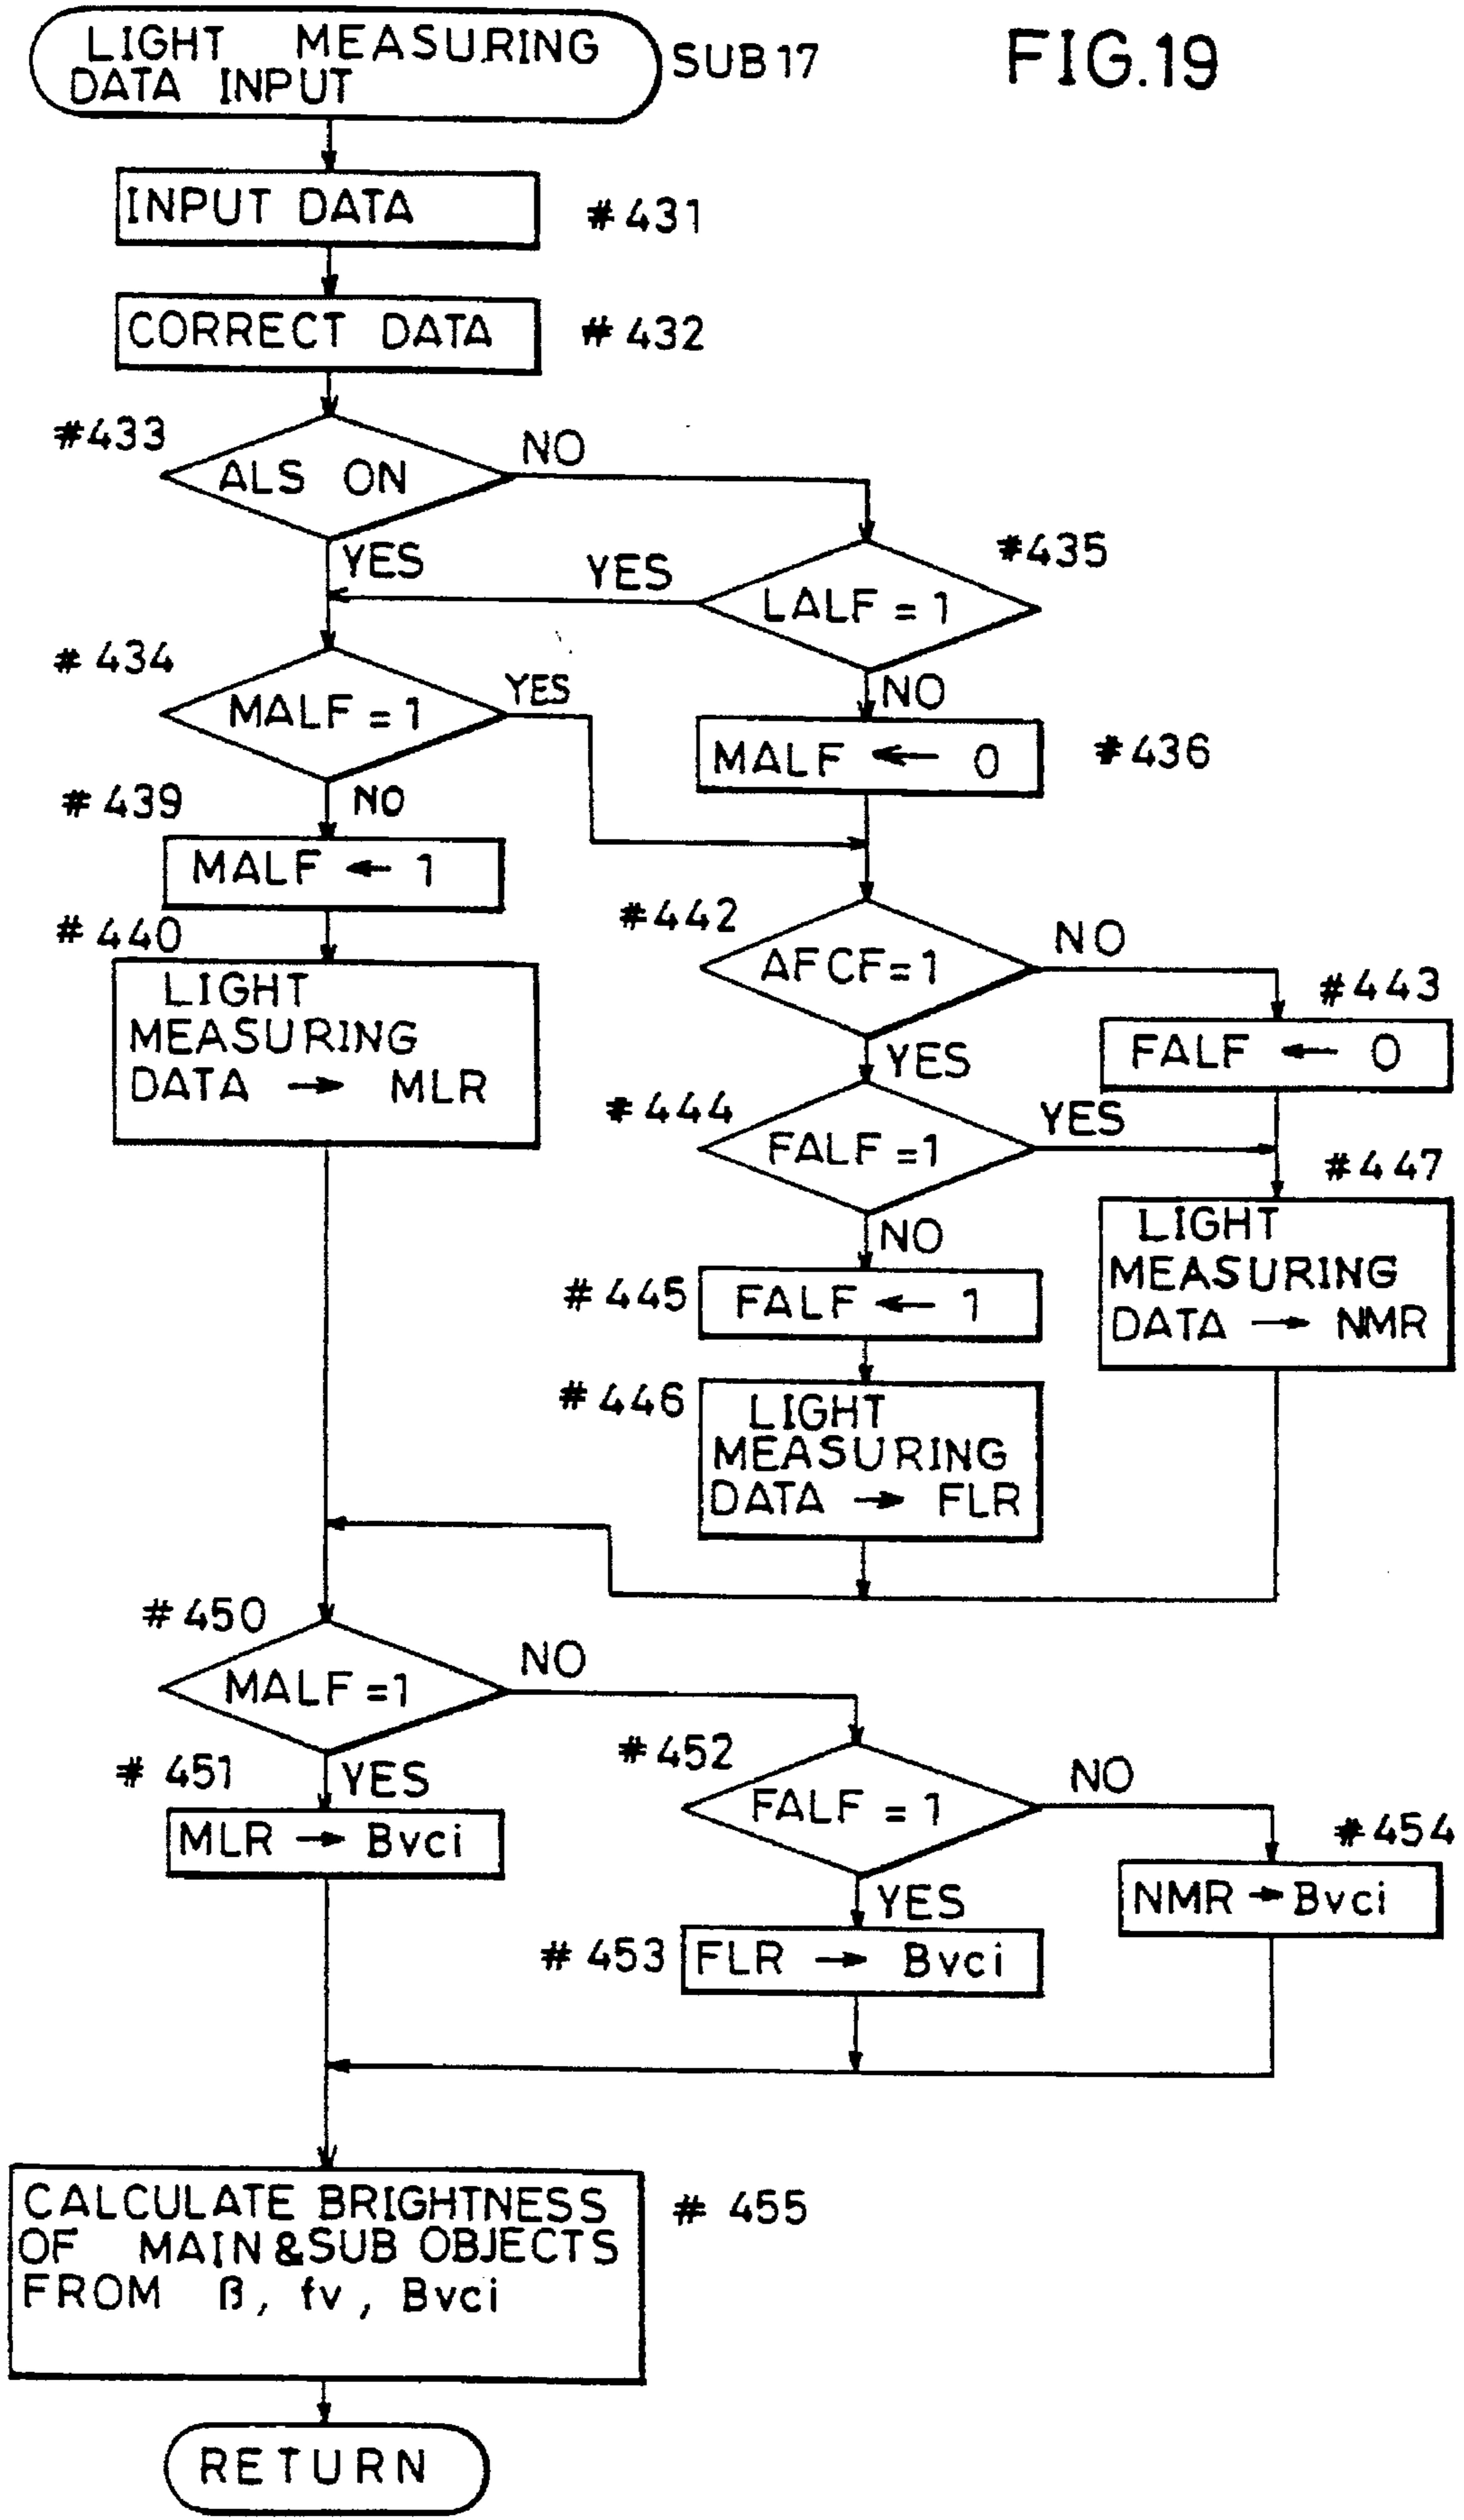 LIGHT MEASURING
DATA INPUT
SUB17
FIG.19
INPUT DATA
#431
CORRECT DATA
#432
#433
ALS ON
NO
YES
#435
LALF=1
YES
NO
#434
MALF=1
YES
NO
MALF ← 0
#436
#439
MALF ← 1
#440
LIGHT
MEASURING
DATA → MLR
#442
AFCF=1
NO
YES
#443
FALF ← 0
#444
FALF=1
YES
NO
#447
LIGHT
MEASURING
DATA → NMR
#445
FALF ← 1
#446
LIGHT
MEASURING
DATA → FLR
#450
MALF=1
NO
YES
#451
MLR → Bvci
#452
FALF=1
NO
YES
#454
NMR → Bvci
#453
FLR → Bvci
CALCULATE BRIGHTNESS
OF MAIN&SUB OBJECTS
FROM β, fv, Bvci
#455
RETURN